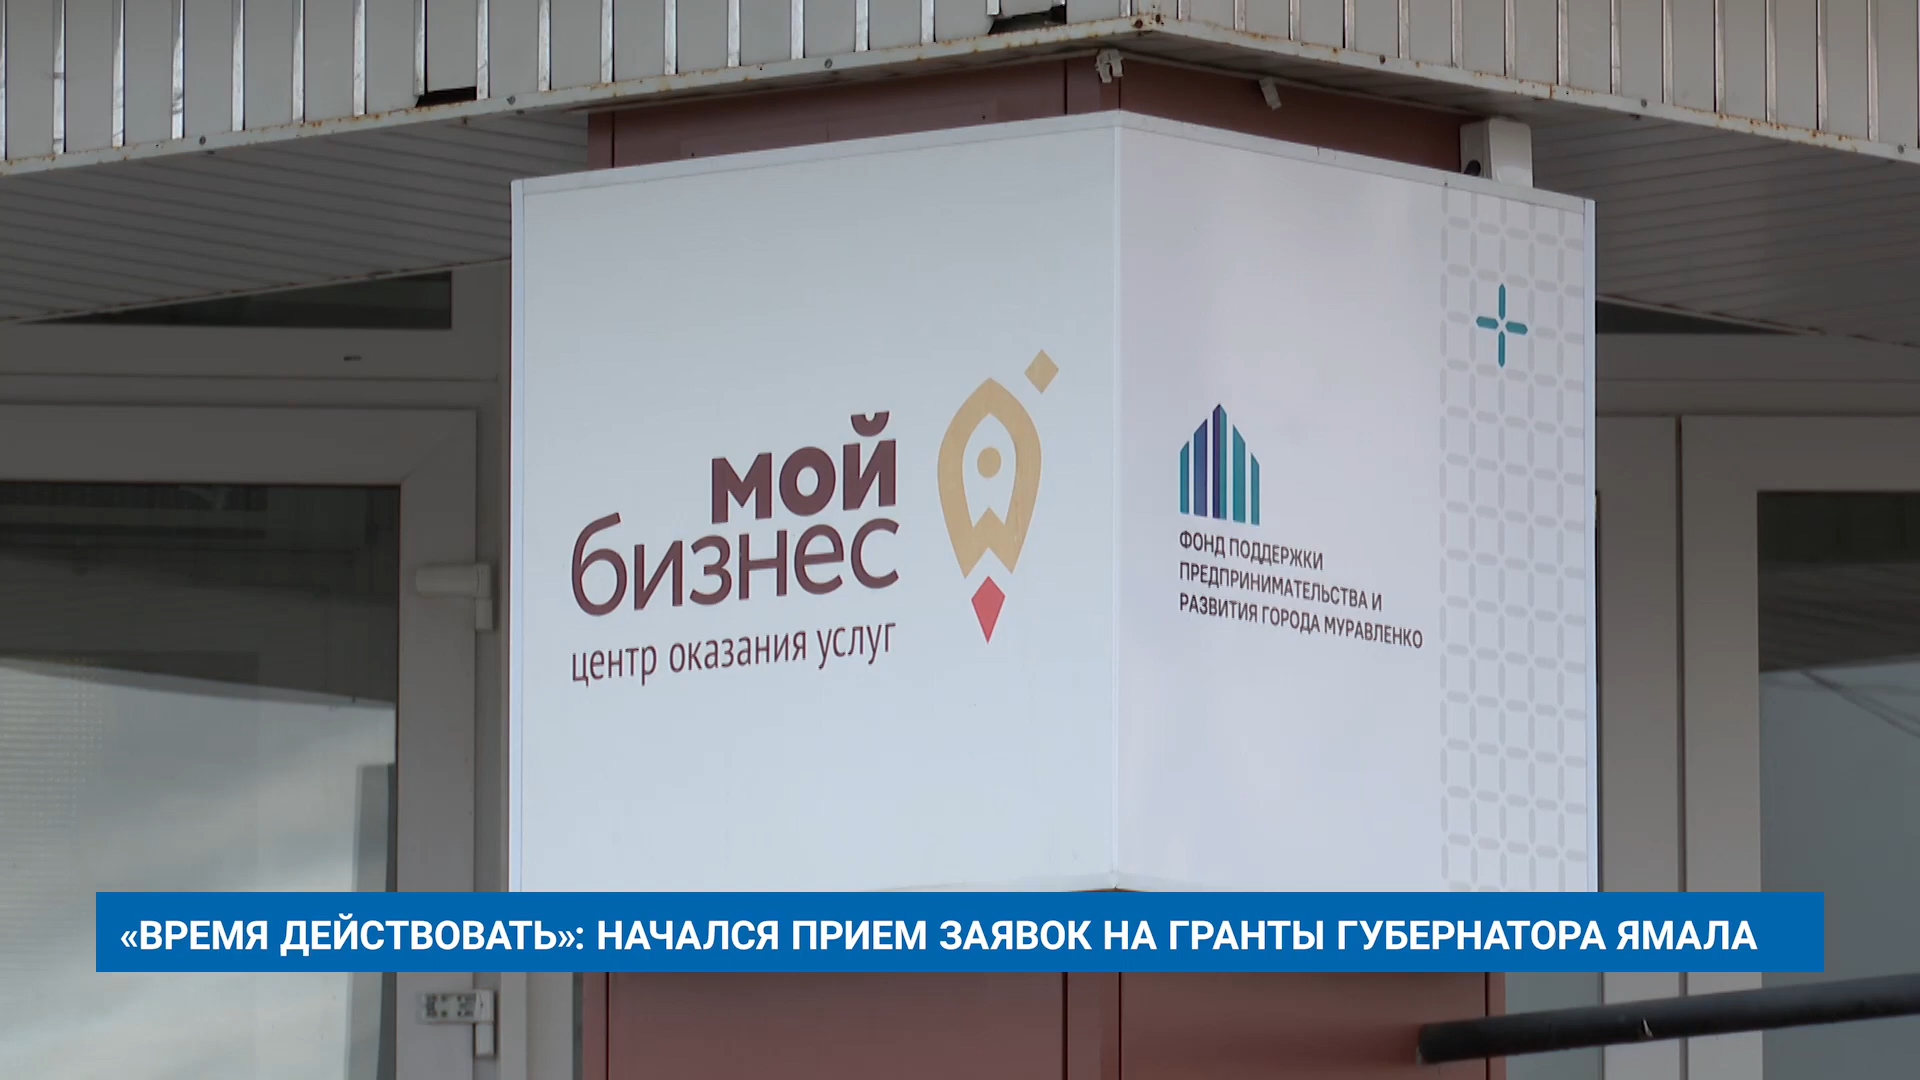 мой
бизнес
центр оказания услуг
ФОНД ПОДДЕРЖКИ
ПРЕДПРИНИМАТЕЛЬСТВА И
РАЗВИТИЯ ГОРОДА МУРАВЛЕНКО
«ВРЕМЯ ДЕЙСТВОВАТЬ»: НАЧАЛСЯ ПРИЕМ ЗАЯВОК НА ГРАНТЫ ГУБЕРНАТОРА ЯМАЛА